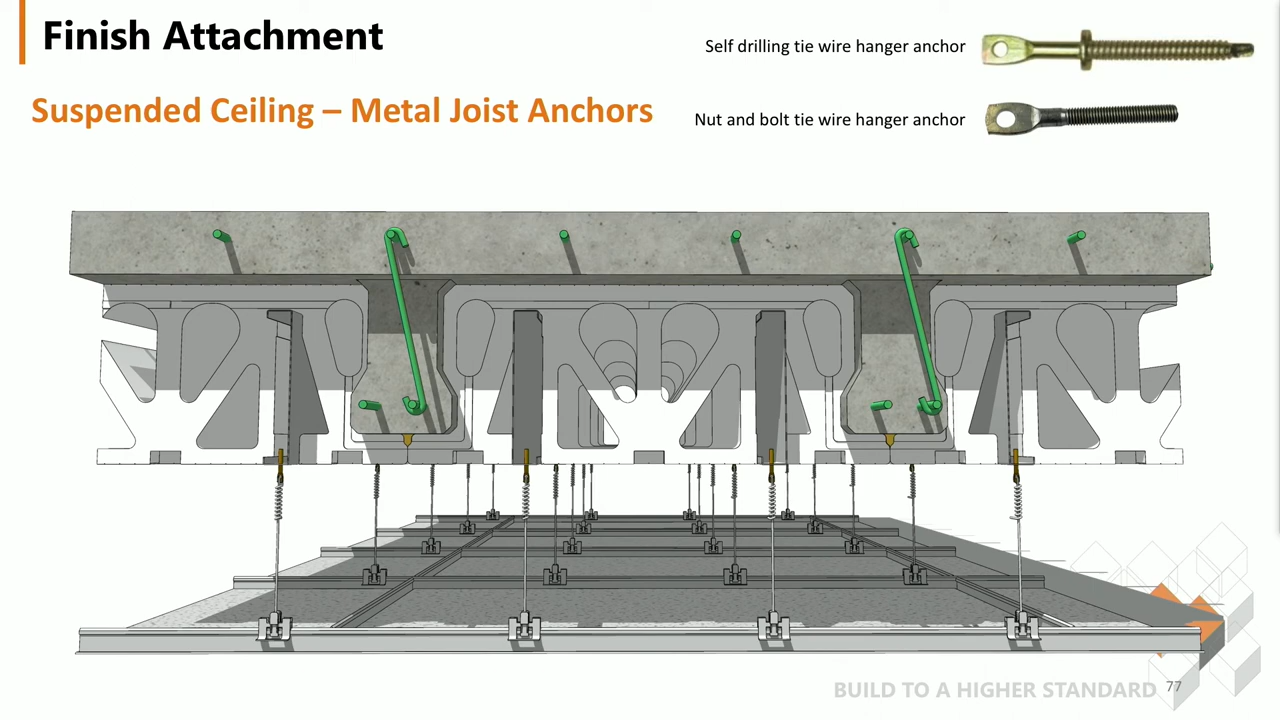 Finish Attachment
Suspended Ceiling – Metal Joist Anchors
Self drilling tie wire hanger anchor
Nut and bolt tie wire hanger anchor
BUILD TO A HIGHER STANDARD
77